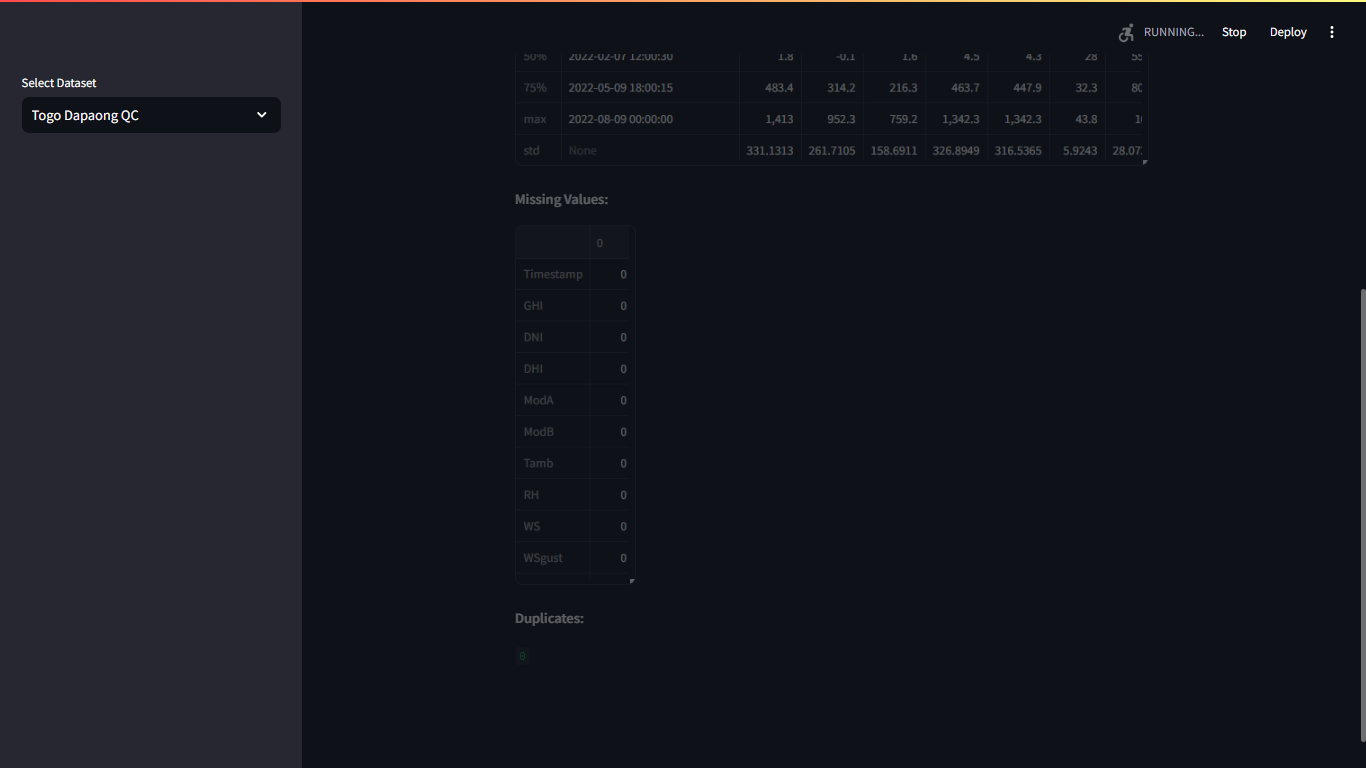 RUNNING... Stop Deploy
Select Dataset
Togo Dapaong QC
50% 2022-02-07 12:00:30 1.8 -0.1 1.6 4.5 4.3 28
75% 2022-05-09 18:00:15 483.4 314.2 216.3 463.7 447.9 32.3 80
max 2022-08-09 00:00:00 1,413 952.3 759.2 1,342.3 1,342.3 43.8
std None 331.1313 261.7105 158.6911 326.8949 316.5365 5.9243 28.07
Missing Values:
0
Timestamp 0
GHI 0
DNI 0
DHI 0
ModA 0
ModB 0
Tamb 0
RH 0
WS 0
WSgust 0
Duplicates:
0